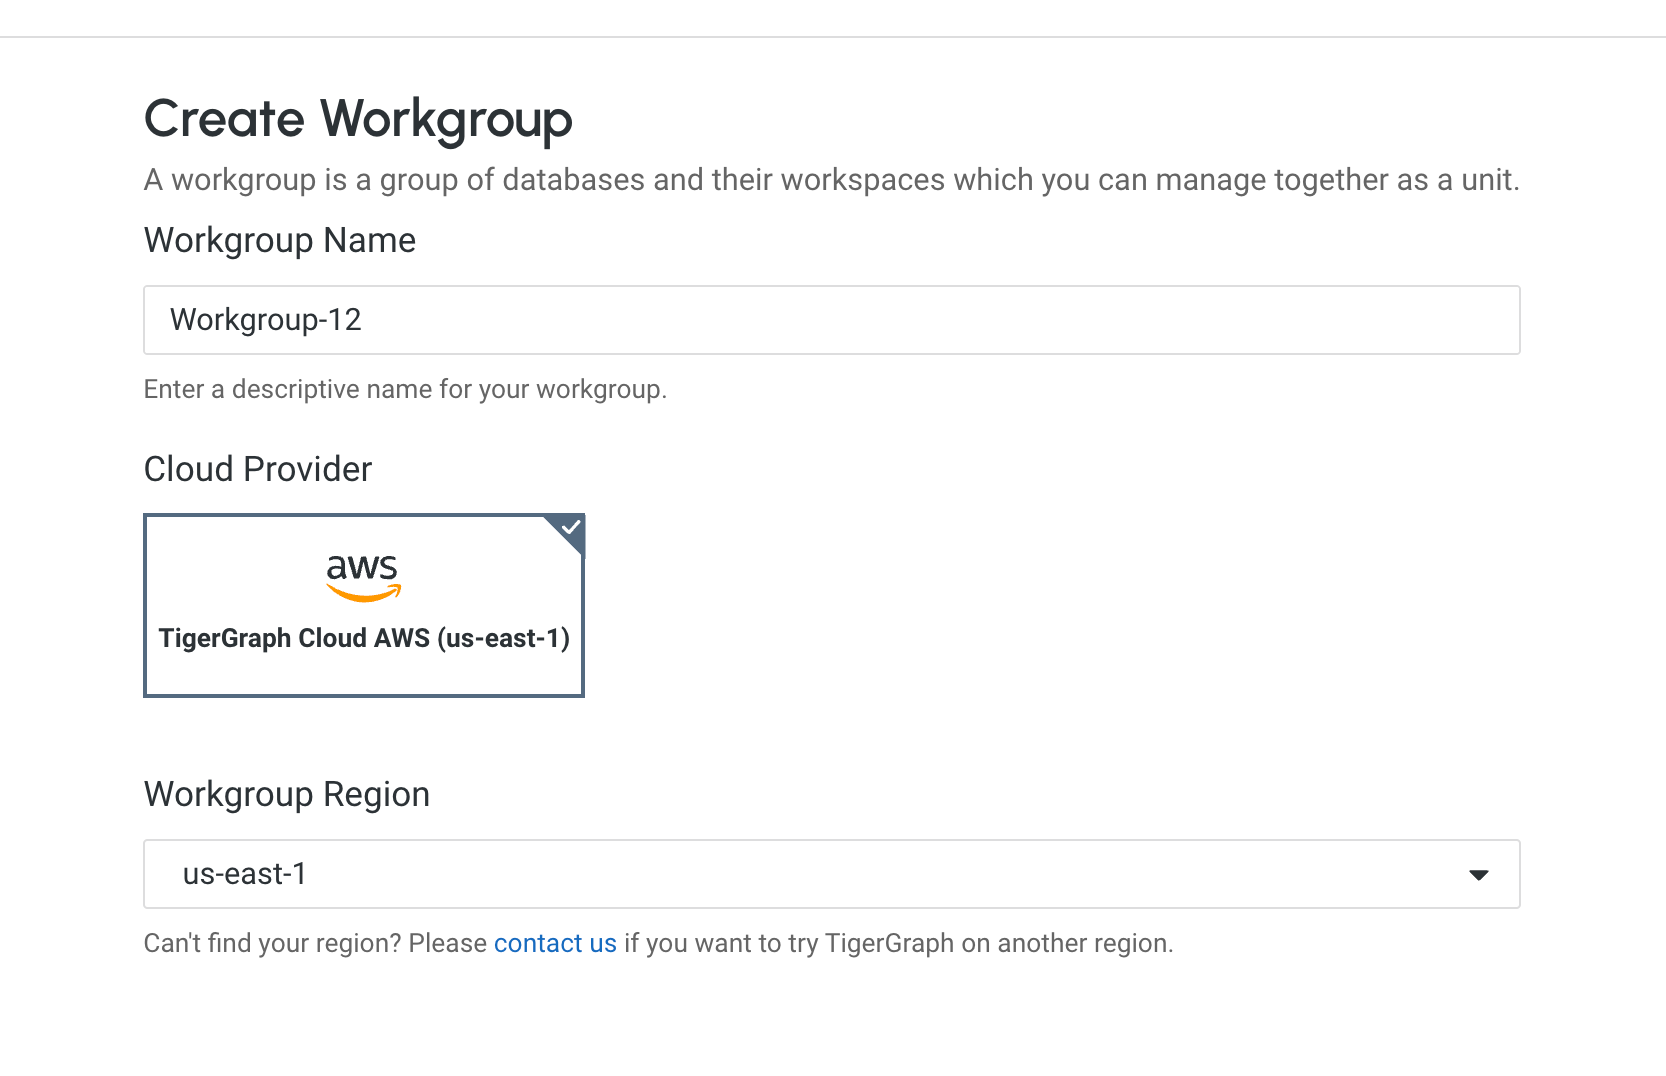 Create Workgroup
A workgroup is a group of databases and their workspaces which you can manage together as a unit.
Workgroup Name
Workgroup-12
Enter a descriptive name for your workgroup.
Cloud Provider
aws
TigerGraph Cloud AWS (us-east-1)
Workgroup Region
us-east-1
Can't find your region? Please contact us if you want to try TigerGraph on another region.